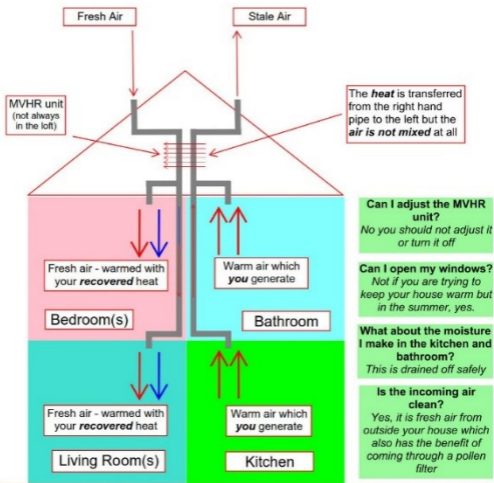 Fresh Air
Stale Air
MVHR unit
(not always
in the loft)
The heat is transferred
from the right hand
pipe to the left but the
air is not mixed at all
Fresh air - warmed with
your recovered heat
Bedroom(s)
Warm air which
you generate
Bathroom
Fresh air - warmed with
your recovered heat
Living Room(s)
Warm air which
you generate
Kitchen
Can I adjust the MVHR
unit?
No you should not adjust it
or turn it off
Can I open my windows?
Not if you are trying to
keep your house warm but
in the summer, yes.
What about the moisture
I make in the kitchen and
bathroom?
This is drained off safely
Is the incoming air
clean?
Yes, it is fresh air from
outside your house which
also has the benefit of
coming through a pollen
filter